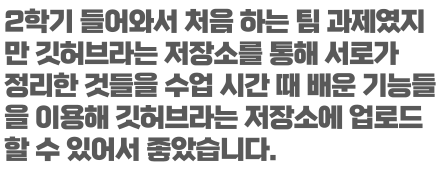 2학기 들어와서 처음 하는 팀 과제였지
만 깃허브라는 저장소를 통해 서로가
정리한 것들을 수업 시간 때 배운 기능들
을 이용해 깃허브라는 저장소에 업로드
할 수 있어서 좋았습니다.